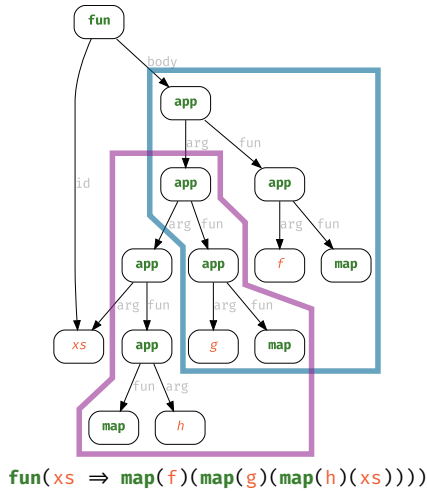 fun
body
app
arg fun
id
app app
arg fun arg fun
app app f map
arg fun arg fun
xs app g map
fun arg
map h
fun(xs ⇒ map(f)(map(g)(map(h)(xs))))